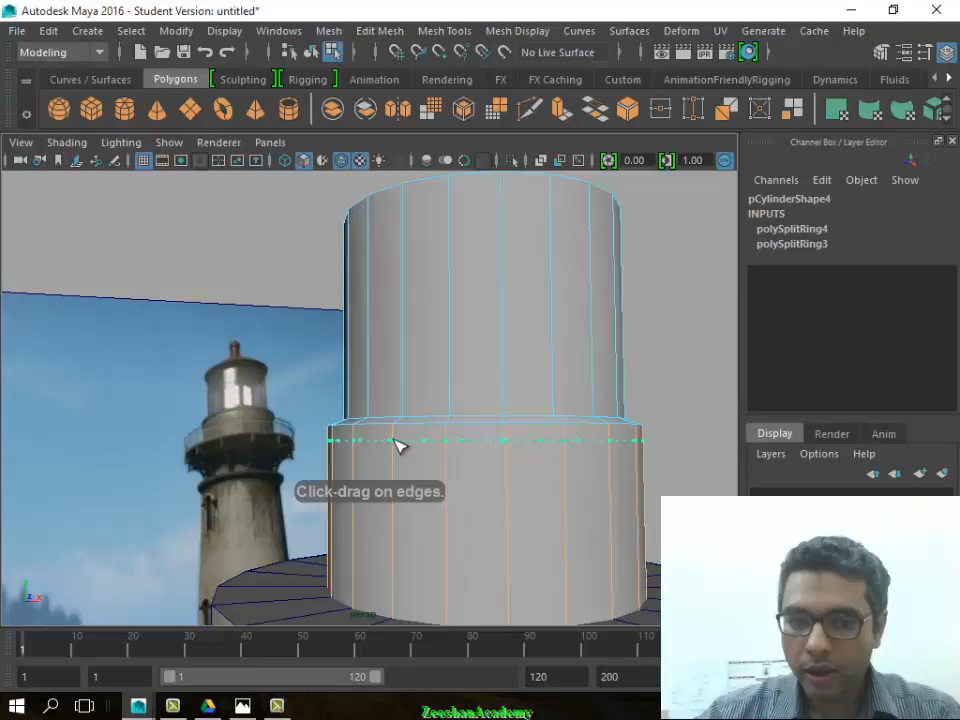 Autodesk Maya 2016 - Student Version: untitled*
File Edit Create Select Modify Display Windows Mesh Edit Mesh Mesh Tools Mesh Display Curves Surfaces Deform UV Generate Cache Help
Modeling No Live Surface
Curves / Surfaces Polygons Sculpting Rigging Animation Rendering FX FX Caching Custom AnimationFriendlyRigging Dynamics Fluids
View Shading Lighting Show Renderer Panels
Channel Box / Layer Editor
0.00 1.00
Channels Edit Object Show
pCylinderShape4
INPUTS
polySplitRing4
polySplitRing3
Click-drag on edges.
Display Render Anim
Layers Options Help
persp
10 20 30 40 50 60 70 80 90 100 110
1
1 1 1 120 120 200
ZeeshanAcademy